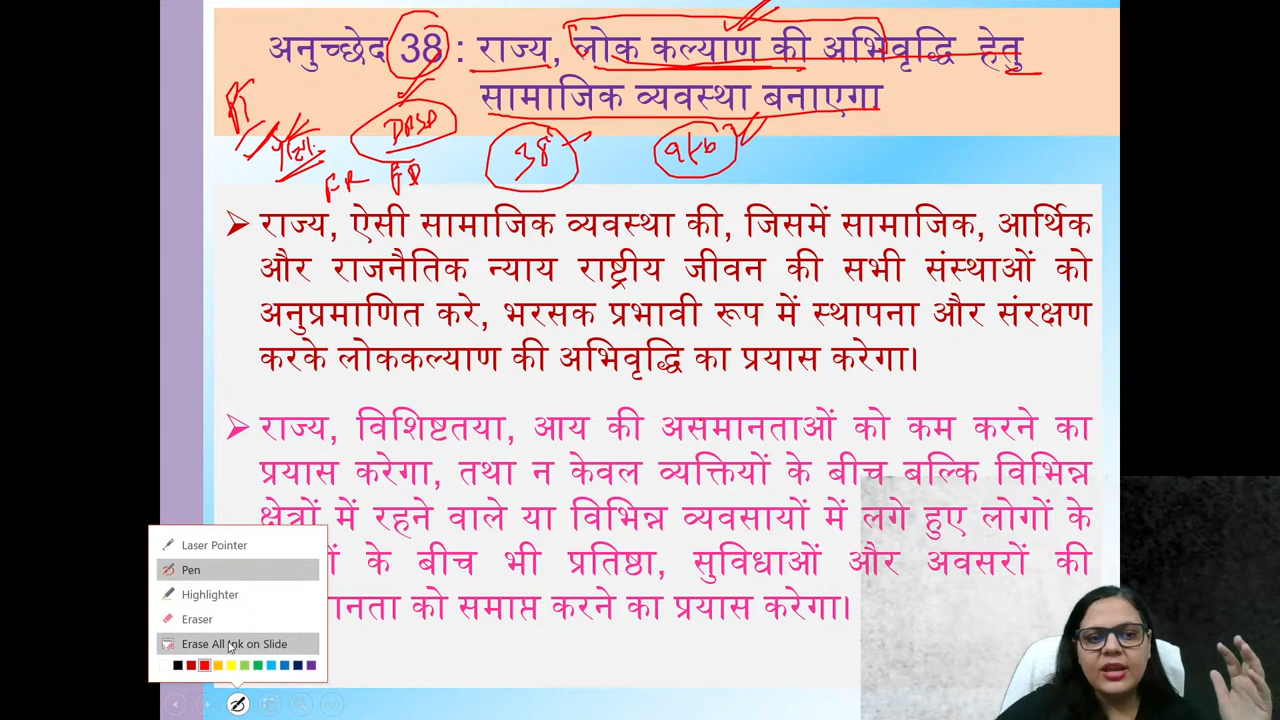 अनुच्छेद 38 : राज्य, लोक कल्याण की अभिवृद्धि हेतु
सामाजिक व्यवस्था बनाएगा
DPSP
38
a/b
FR FD
राज्य, ऐसी सामाजिक व्यवस्था की, जिसमें सामाजिक, आर्थिक
और राजनैतिक न्याय राष्ट्रीय जीवन की सभी संस्थाओं को
अनुप्रमाणित करे, भरसक प्रभावी रूप में स्थापना और संरक्षण
करके लोककल्याण की अभिवृद्धि का प्रयास करेगा।
राज्य, विशिष्टतया, आय की असमानताओं को कम करने का
प्रयास करेगा, तथा न केवल व्यक्तियों के बीच बल्कि विभिन्न
क्षेत्रों में रहने वाले या विभिन्न व्यवसायों में लगे हुए लोगों के
के बीच भी प्रतिष्ठा, सुविधाओं और अवसरों की
को समाप्त करने का प्रयास करेगा।
Laser Pointer
Pen
Highlighter
Eraser
Erase All Ink on Slide